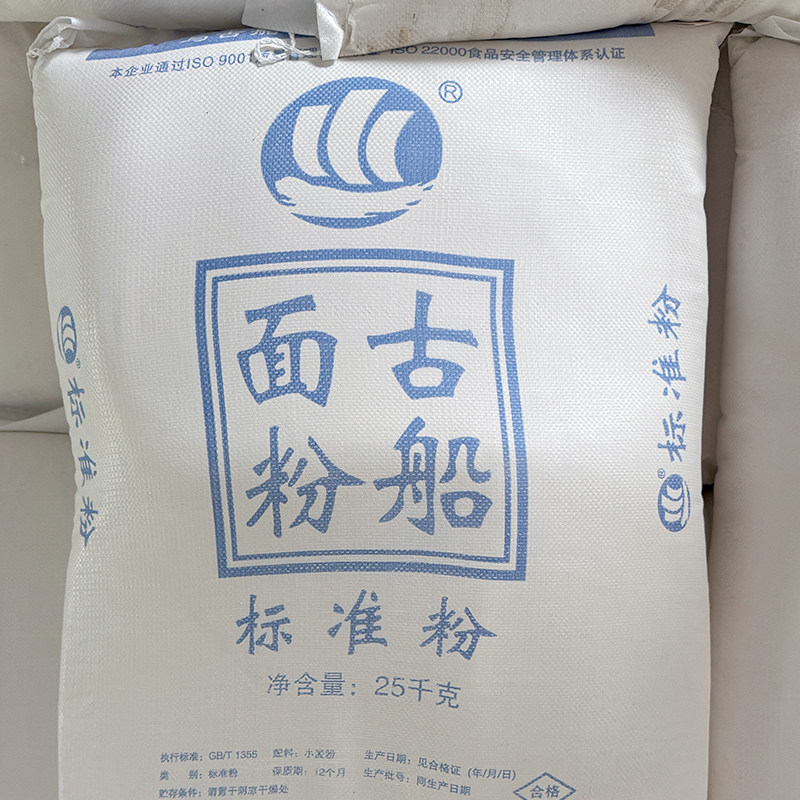 本企业通过ISO 900
ISO 22000食品安全管理体系认证
®
古船
面粉
标准粉
净含量：25千克
执行标准：GB/T 1355 配料：小麦粉 生产日期：见合格证（年/月/日）
类 别：标准粉 保质期：12个月 生产批号：同生产日期
贮存条件：阴凉干燥处
合格
®
标准粉
®
标准粉